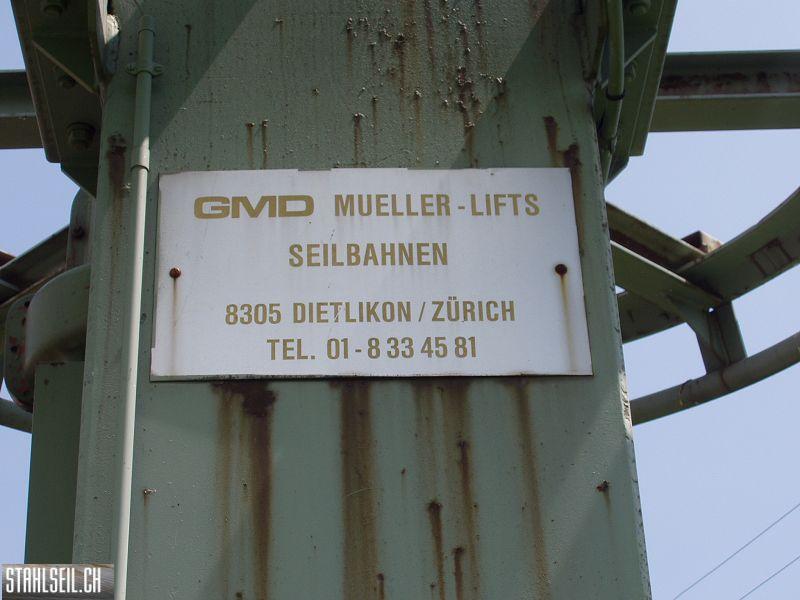 GMD MUELLER-LIFTS
SEILBAHNEN
8305 DIETLIKON/ZÜRICH
TEL. 01-8 33 45 81
STAHLSEIL.CH